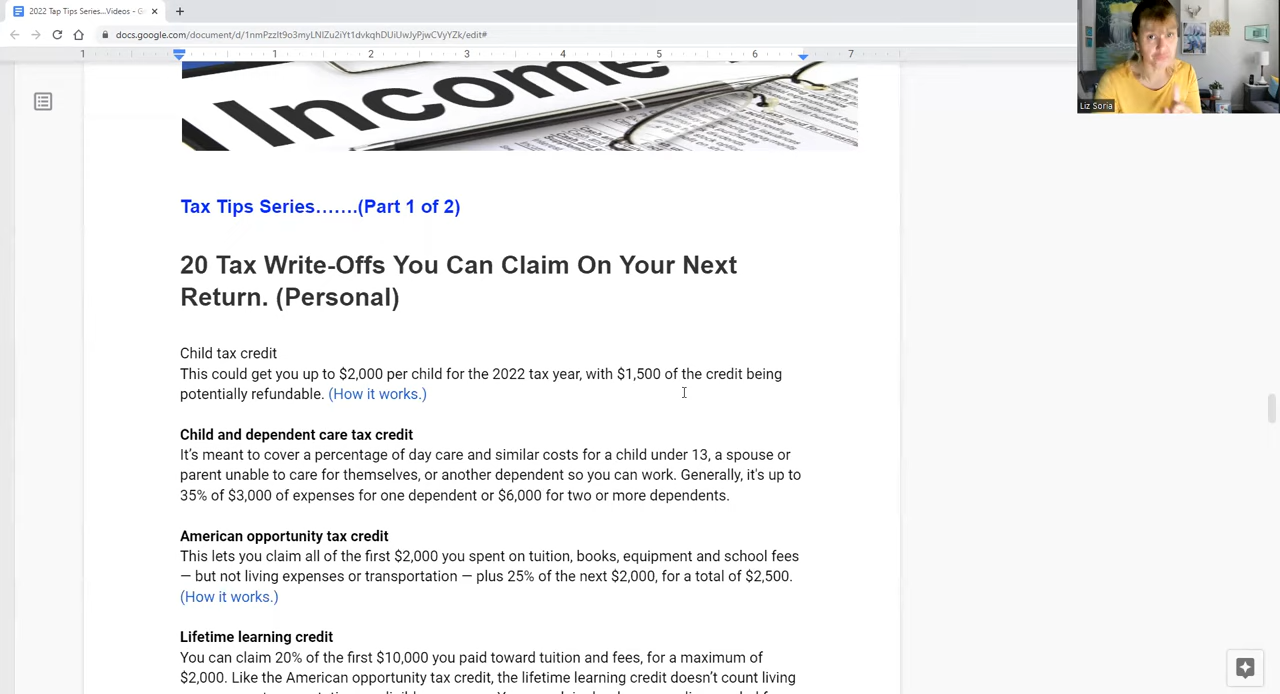 2022 Tap Tips Series...Videos - G
docs.google.com/document/d/1nmPzzIt9o3myLNIZu2iYt1dvkqhDUiUwJyPjwCVyYZk/edit#
1 1 2 3 4 5 6 7
Liz Soria
Income
Tax Tips Series…….(Part 1 of 2)
20 Tax Write-Offs You Can Claim On Your Next
Return. (Personal)
Child tax credit
This could get you up to $2,000 per child for the 2022 tax year, with $1,500 of the credit being
potentially refundable. (How it works.)
Child and dependent care tax credit
It's meant to cover a percentage of day care and similar costs for a child under 13, a spouse or
parent unable to care for themselves, or another dependent so you can work. Generally, it's up to
35% of $3,000 of expenses for one dependent or $6,000 for two or more dependents.
American opportunity tax credit
This lets you claim all of the first $2,000 you spent on tuition, books, equipment and school fees
— but not living expenses or transportation — plus 25% of the next $2,000, for a total of $2,500.
(How it works.)
Lifetime learning credit
You can claim 20% of the first $10,000 you paid toward tuition and fees, for a maximum of
$2,000. Like the American opportunity tax credit, the lifetime learning credit doesn't count living